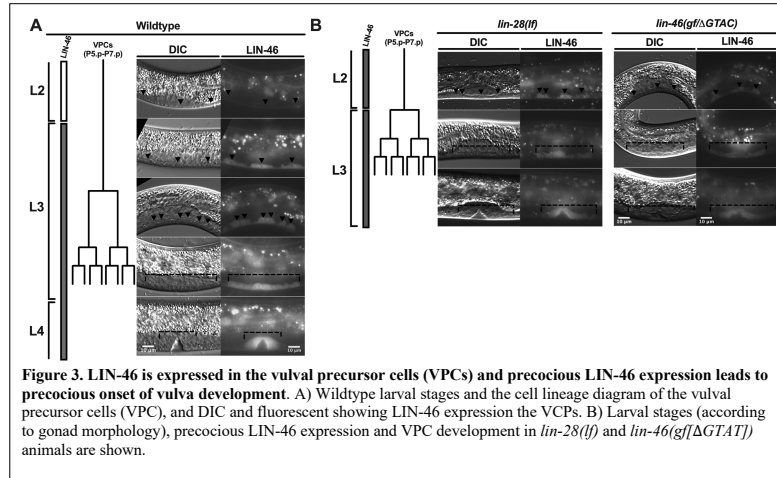 A
Wildtype
LIN-46
VPCs
(P5.p-P7.p)
DIC
LIN-46
L2
L3
L4
10 µm
10 µm
B
lin-28(lf)
lin-46(gf/ΔGTAC)
LIN-46
VPCs
(P5.p-P7.p)
DIC
LIN-46
DIC
LIN-46
L2
L3
10 µm
10 µm
10 µm
10 µm
Figure 3. LIN-46 is expressed in the vulval precursor cells (VPCs) and precocious LIN-46 expression leads to
precocious onset of vulva development. A) Wildtype larval stages and the cell lineage diagram of the vulval
precursor cells (VPC), and DIC and fluorescent showing LIN-46 expression the VCPs. B) Larval stages (according
to gonad morphology), precocious LIN-46 expression and VPC development in lin-28(lf) and lin-46(gf[ΔGTAT])
animals are shown.